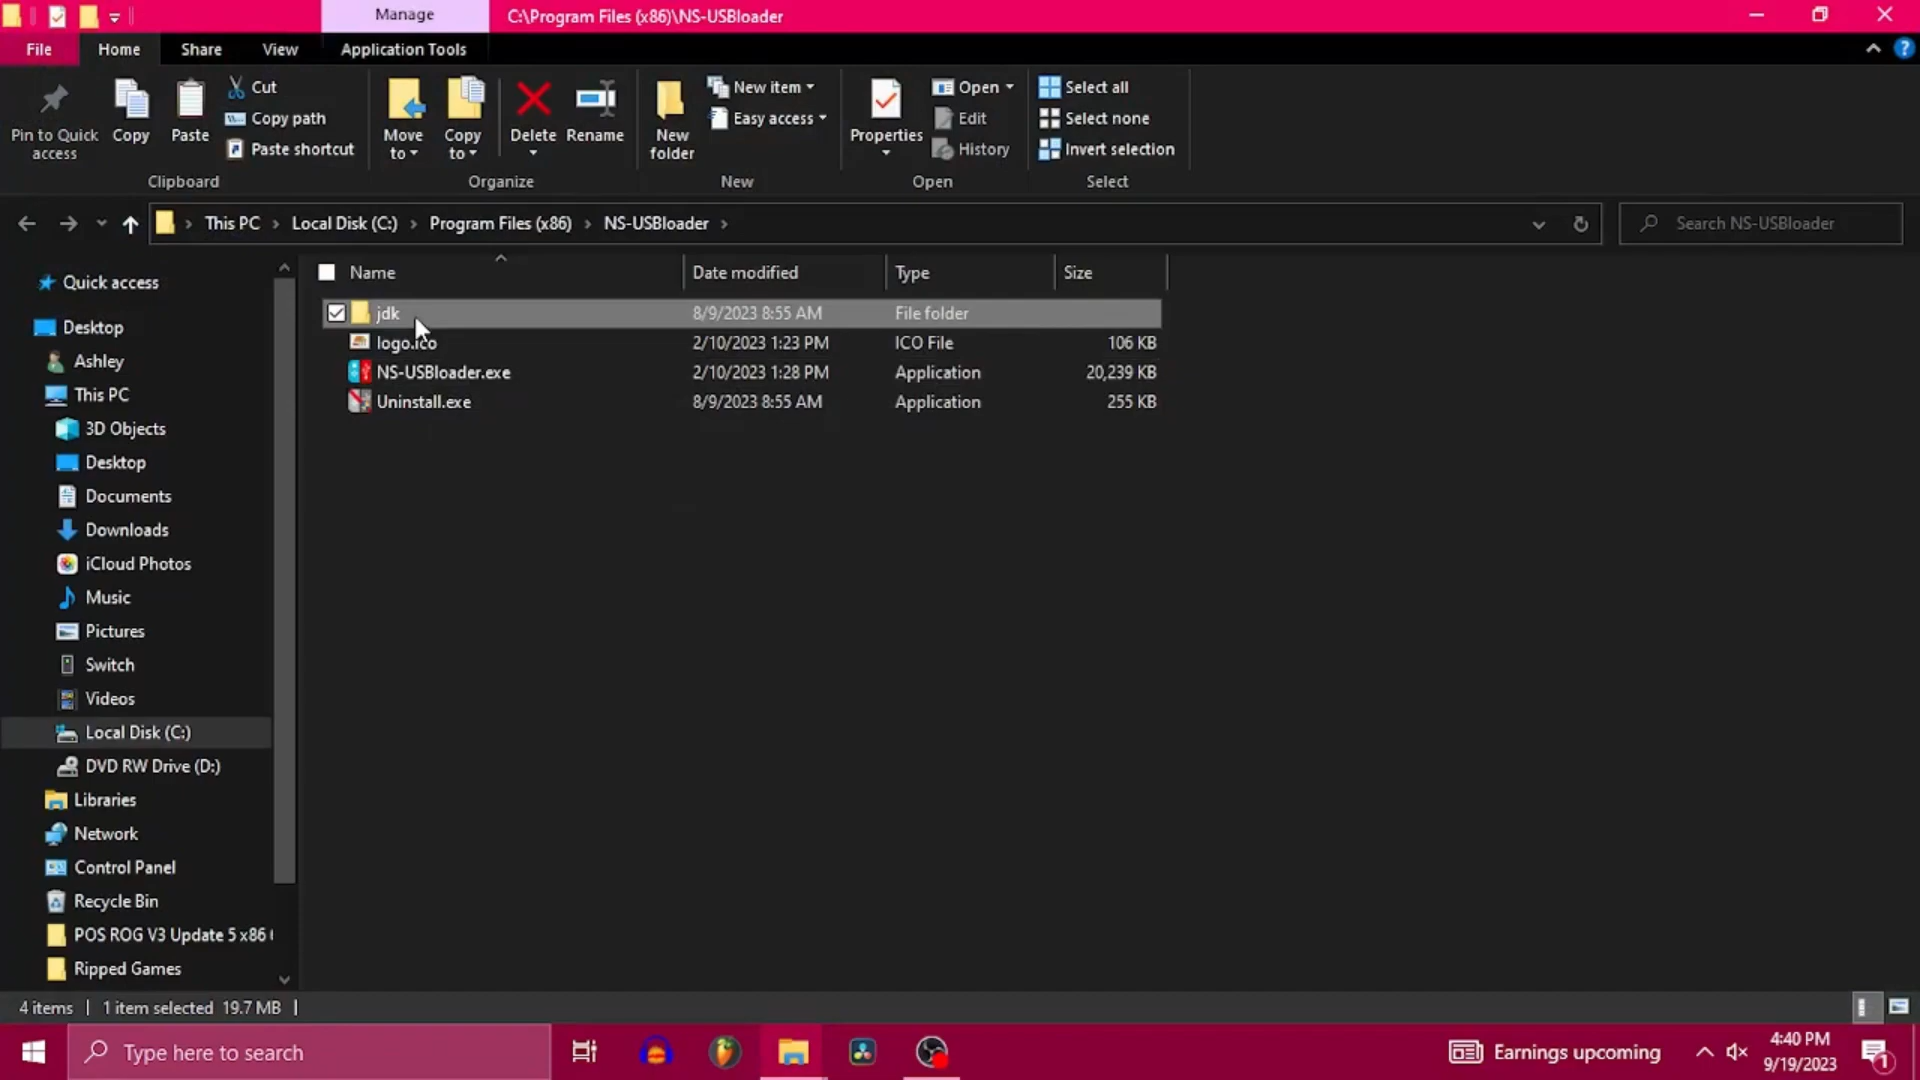 Manage
C:\Program Files (x86)\NS-USBloader
File
Home
Share
View
Application Tools
Pin to Quick access
Copy
Paste
Cut
Copy path
Paste shortcut
Move to
Copy to
Delete
Rename
New folder
New item
Easy access
Properties
Open
Edit
History
Select all
Select none
Invert selection
Clipboard
Organize
New
Open
Select
This PC
Local Disk (C:)
Program Files (x86)
NS-USBloader
Search NS-USBloader
Name
Date modified
Type
Size
jdk 8/9/2023 8:55 AM File folder
logo.ico 2/10/2023 1:23 PM ICO File 106 KB
NS-USBloader.exe 2/10/2023 1:28 PM Application 20,239 KB
Uninstall.exe 8/9/2023 8:55 AM Application 255 KB
Quick access
Desktop
Ashley
This PC
3D Objects
Desktop
Documents
Downloads
iCloud Photos
Music
Pictures
Switch
Videos
Local Disk (C:)
DVD RW Drive (D:)
Libraries
Network
Control Panel
Recycle Bin
POS ROG V3 Update 5 x86
Ripped Games
4 items
1 item selected 19.7 MB
Type here to search
Earnings upcoming
4:40 PM
9/19/2023
1